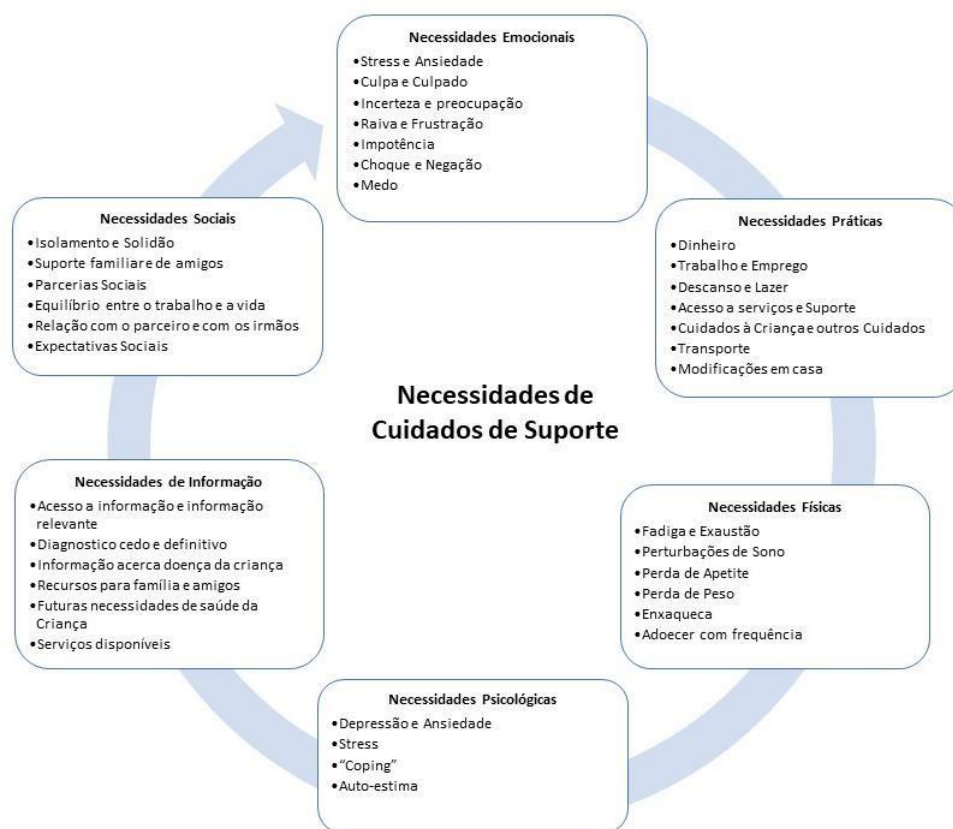 Necessidades Emocionais
•Stress e Ansiedade
•Culpa e Culpado
•Incerteza e preocupação
•Raiva e Frustração
•Impotência
•Choque e Negação
•Medo
Necessidades Práticas
•Dinheiro
•Trabalho e Emprego
•Descanso e Lazer
•Acesso a serviços e Suporte
•Cuidados à Criança e outros Cuidados
•Transporte
•Modificações em casa
Necessidades Físicas
•Fadiga e Exaustão
•Perturbações de Sono
•Perda de Apetite
•Perda de Peso
•Enxaqueca
•Adoecer com frequência
Necessidades Psicológicas
•Depressão e Ansiedade
•Stress
•“Coping”
•Auto-estima
Necessidades de Informação
•Acesso a informação e informação
relevante
•Diagnostico cedo e definitivo
•Informação acerca doença da criança
•Recursos para família e amigos
•Futuras necessidades de saúde da
Criança
•Serviços disponíveis
Necessidades Sociais
•Isolamento e Solidão
•Suporte familiar e de amigos
•Parcerias Sociais
•Equilíbrio entre o trabalho e a vida
•Relação com o parceiro e com os irmãos
•Expectativas Sociais
Necessidades de
Cuidados de Suporte